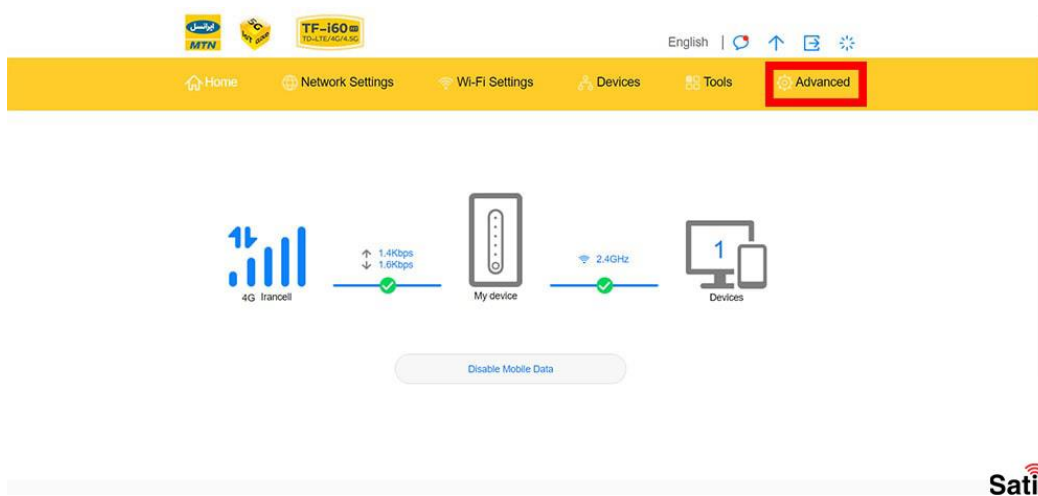 ایرانسل
MTN
5G
TF-i60
TD-LTE/4G/4.5G
English
Home
Network Settings
Wi-Fi Settings
Devices
Tools
Advanced
1.4Kbps
1.6Kbps
2.4GHz
1
4G Irancell
My device
Devices
Disable Mobile Data
Sati